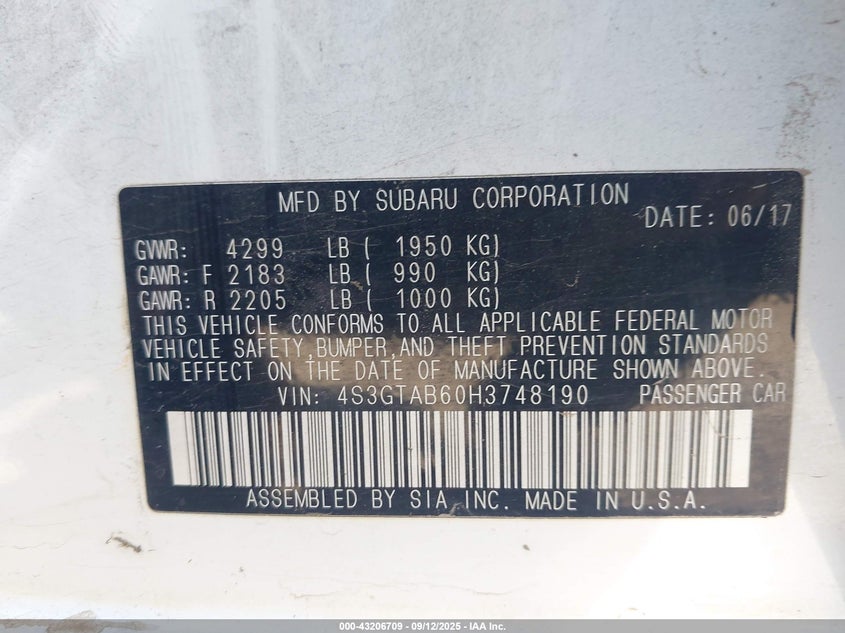 MFD BY SUBARU CORPORATION
DATE: 06/17
GVWR: 4299 LB ( 1950 KG)
GAWR: F 2183 LB ( 990 KG)
GAWR: R 2205 LB ( 1000 KG)
THIS VEHICLE CONFORMS TO ALL APPLICABLE FEDERAL MOTOR
VEHICLE SAFETY,BUMPER,AND THEFT PREVENTION STANDARDS
IN EFFECT ON THE DATE OF MANUFACTURE SHOWN ABOVE.
VIN: 4S3GTAB60H3748190 PASSENGER CAR
ASSEMBLED BY SIA, INC. MADE IN U.S.A.
000-43206709 - 09/12/2025 - IAA Inc.